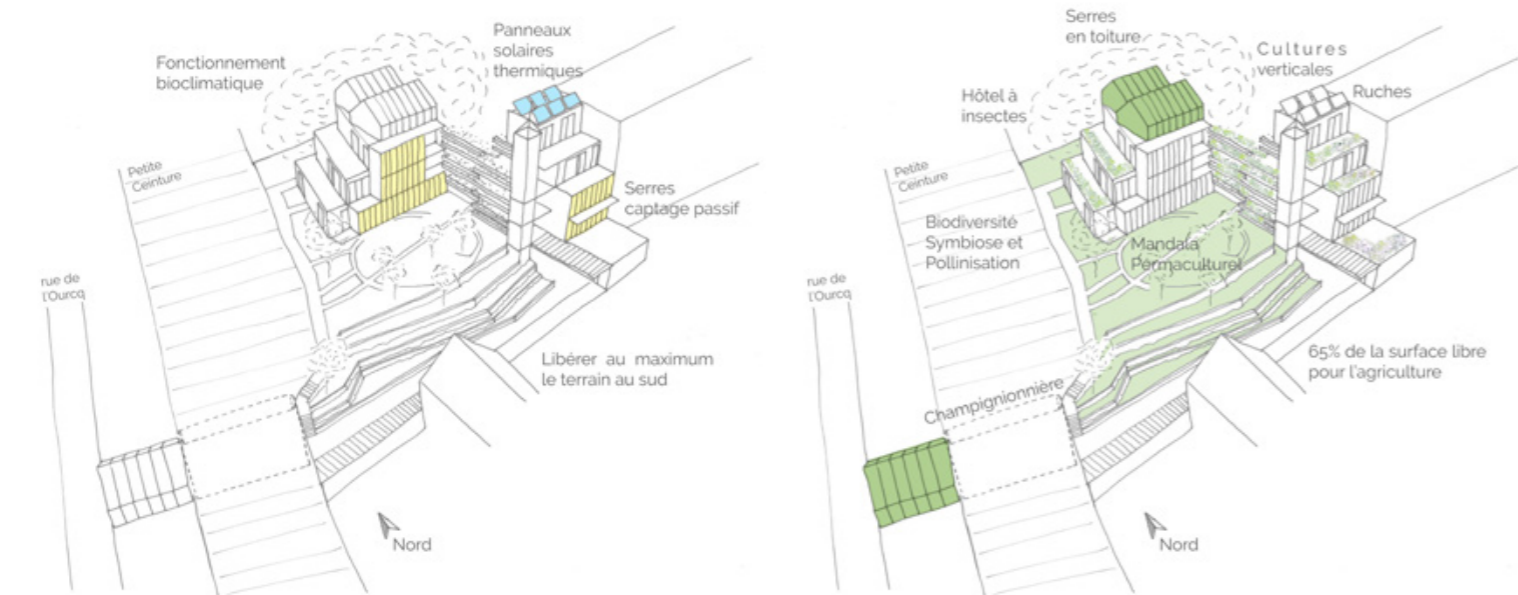 Fonctionnement
bioclimatique
Panneaux
solaires
thermiques
Petite
Ceinture
Serres
captage passif
rue de
l'Ourcq
Libérer au maximum
le terrain au sud
Nord
Serres
en toiture
Cultures
verticales
Hôtel à
insectes
Ruches
Petite
Ceinture
Biodiversité
Symbiose et
Pollinisation
Mandala
Permaculturel
rue de
l'Ourcq
65% de la surface libre
pour l'agriculture
Champignionnière
Nord